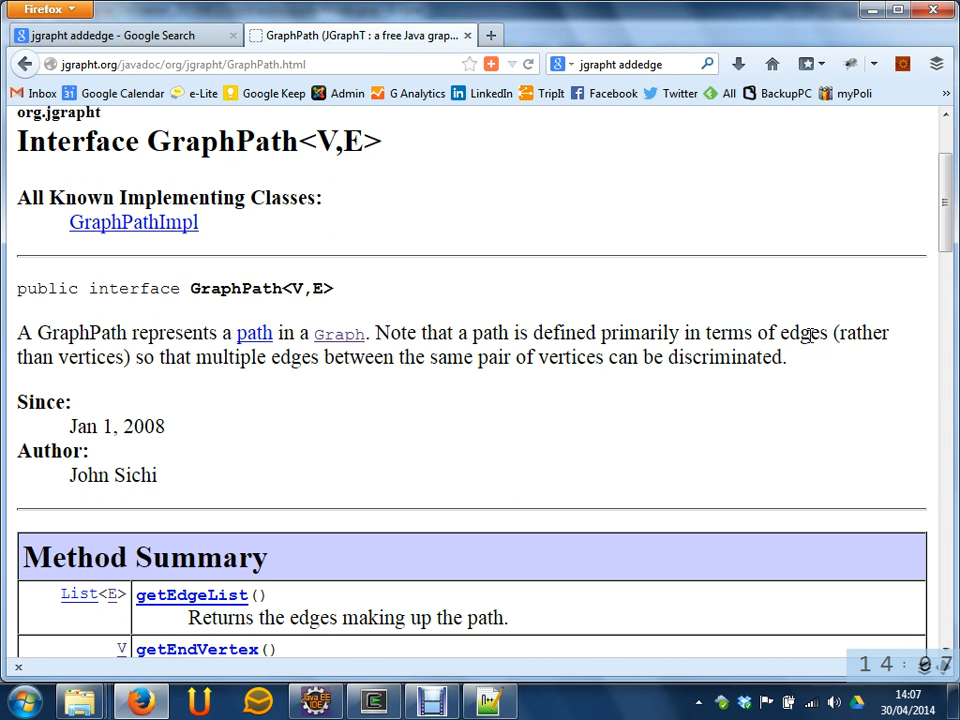 Firefox
jgrapht addedge - Google Search
GraphPath (JGraphT : a free Java grap...
jgrapht.org/javadoc/org/jgrapht/GraphPath.html
jgrapht addedge
Inbox
Google Calendar
e-Lite
Google Keep
Admin
G Analytics
LinkedIn
TripIt
Facebook
Twitter
All
BackupPC
myPoli
org.jgrapht
Interface GraphPath<V,E>
All Known Implementing Classes:
GraphPathImpl
public interface GraphPath<V,E>
A GraphPath represents a path in a Graph. Note that a path is defined primarily in terms of edges (rather
than vertices) so that multiple edges between the same pair of vertices can be discriminated.
Since:
Jan 1, 2008
Author:
John Sichi
Method Summary
List<E> getEdgeList()
Returns the edges making up the path.
V getEndVertex()
14:07
Java EE
IDE
N++
14:07
30/04/2014